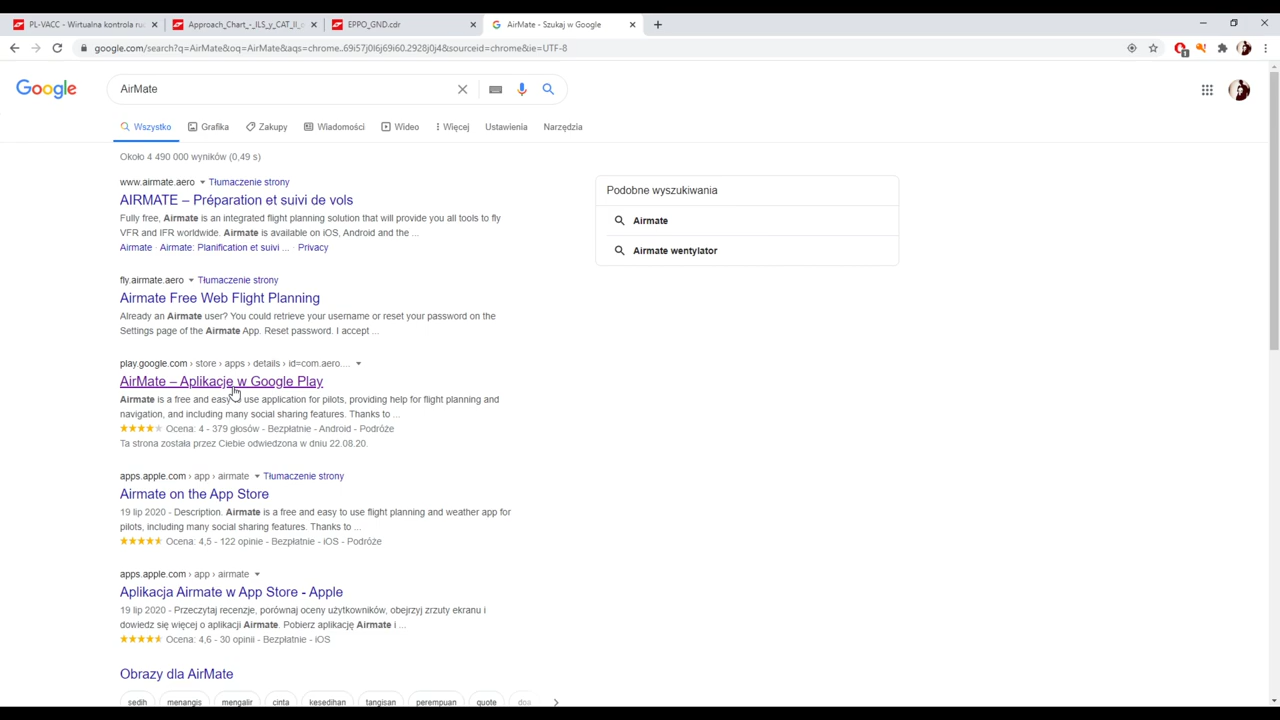 PL-VACC - Wirtualna kontrola ru
Approach_Chart_-_ILS_y_CAT_II_o
EPPO_GND.cdr
AirMate - Szukaj w Google
google.com/search?q=AirMate&oq=AirMate&aqs=chrome..69i57j0l6j69i60.2928j0j4&sourceid=chrome&ie=UTF-8
1
Google
AirMate
Wszystko
Grafika
Zakupy
Wiadomości
Wideo
Więcej
Ustawienia
Narzędzia
Około 4 490 000 wyników (0,49 s)
www.airmate.aero Tłumaczenie strony
AIRMATE – Préparation et suivi de vols
Fully free, Airmate is an integrated flight planning solution that will provide you all tools to fly
VFR and IFR worldwide. Airmate is available on iOS, Android and the ...
Airmate · Airmate: Planification et suivi ... · Privacy
fly.airmate.aero Tłumaczenie strony
Airmate Free Web Flight Planning
Already an Airmate user? You could retrieve your username or reset your password on the
Settings page of the Airmate App. Reset password. I accept ...
play.google.com › store › apps › details › id=com.aero....
AirMate – Aplikacje w Google Play
Airmate is a free and easy to use application for pilots, providing help for flight planning and
navigation, and including many social sharing features. Thanks to ...
Ocena: 4 - 379 głosów - Bezpłatnie - Android - Podróże
Ta strona została przez Ciebie odwiedzona w dniu 22.08.20.
apps.apple.com › app › airmate Tłumaczenie strony
Airmate on the App Store
19 lip 2020 - Description. Airmate is a free and easy to use flight planning and weather app for
pilots, including many social sharing features. Thanks to ...
Ocena: 4,5 - 122 opinie - Bezpłatnie - iOS - Podróże
apps.apple.com › app › airmate
Aplikacja Airmate w App Store - Apple
19 lip 2020 - Przeczytaj recenzje, porównaj oceny użytkowników, obejrzyj zrzuty ekranu i
dowiedz się więcej o aplikacji Airmate. Pobierz aplikację Airmate i ...
Ocena: 4,6 - 30 opinii - Bezpłatnie - iOS
Obrazy dla AirMate
sedih
menangis
mengalir
cinta
kesedihan
tangisan
perempuan
quote
doa
Podobne wyszukiwania
Airmate
Airmate wentylator